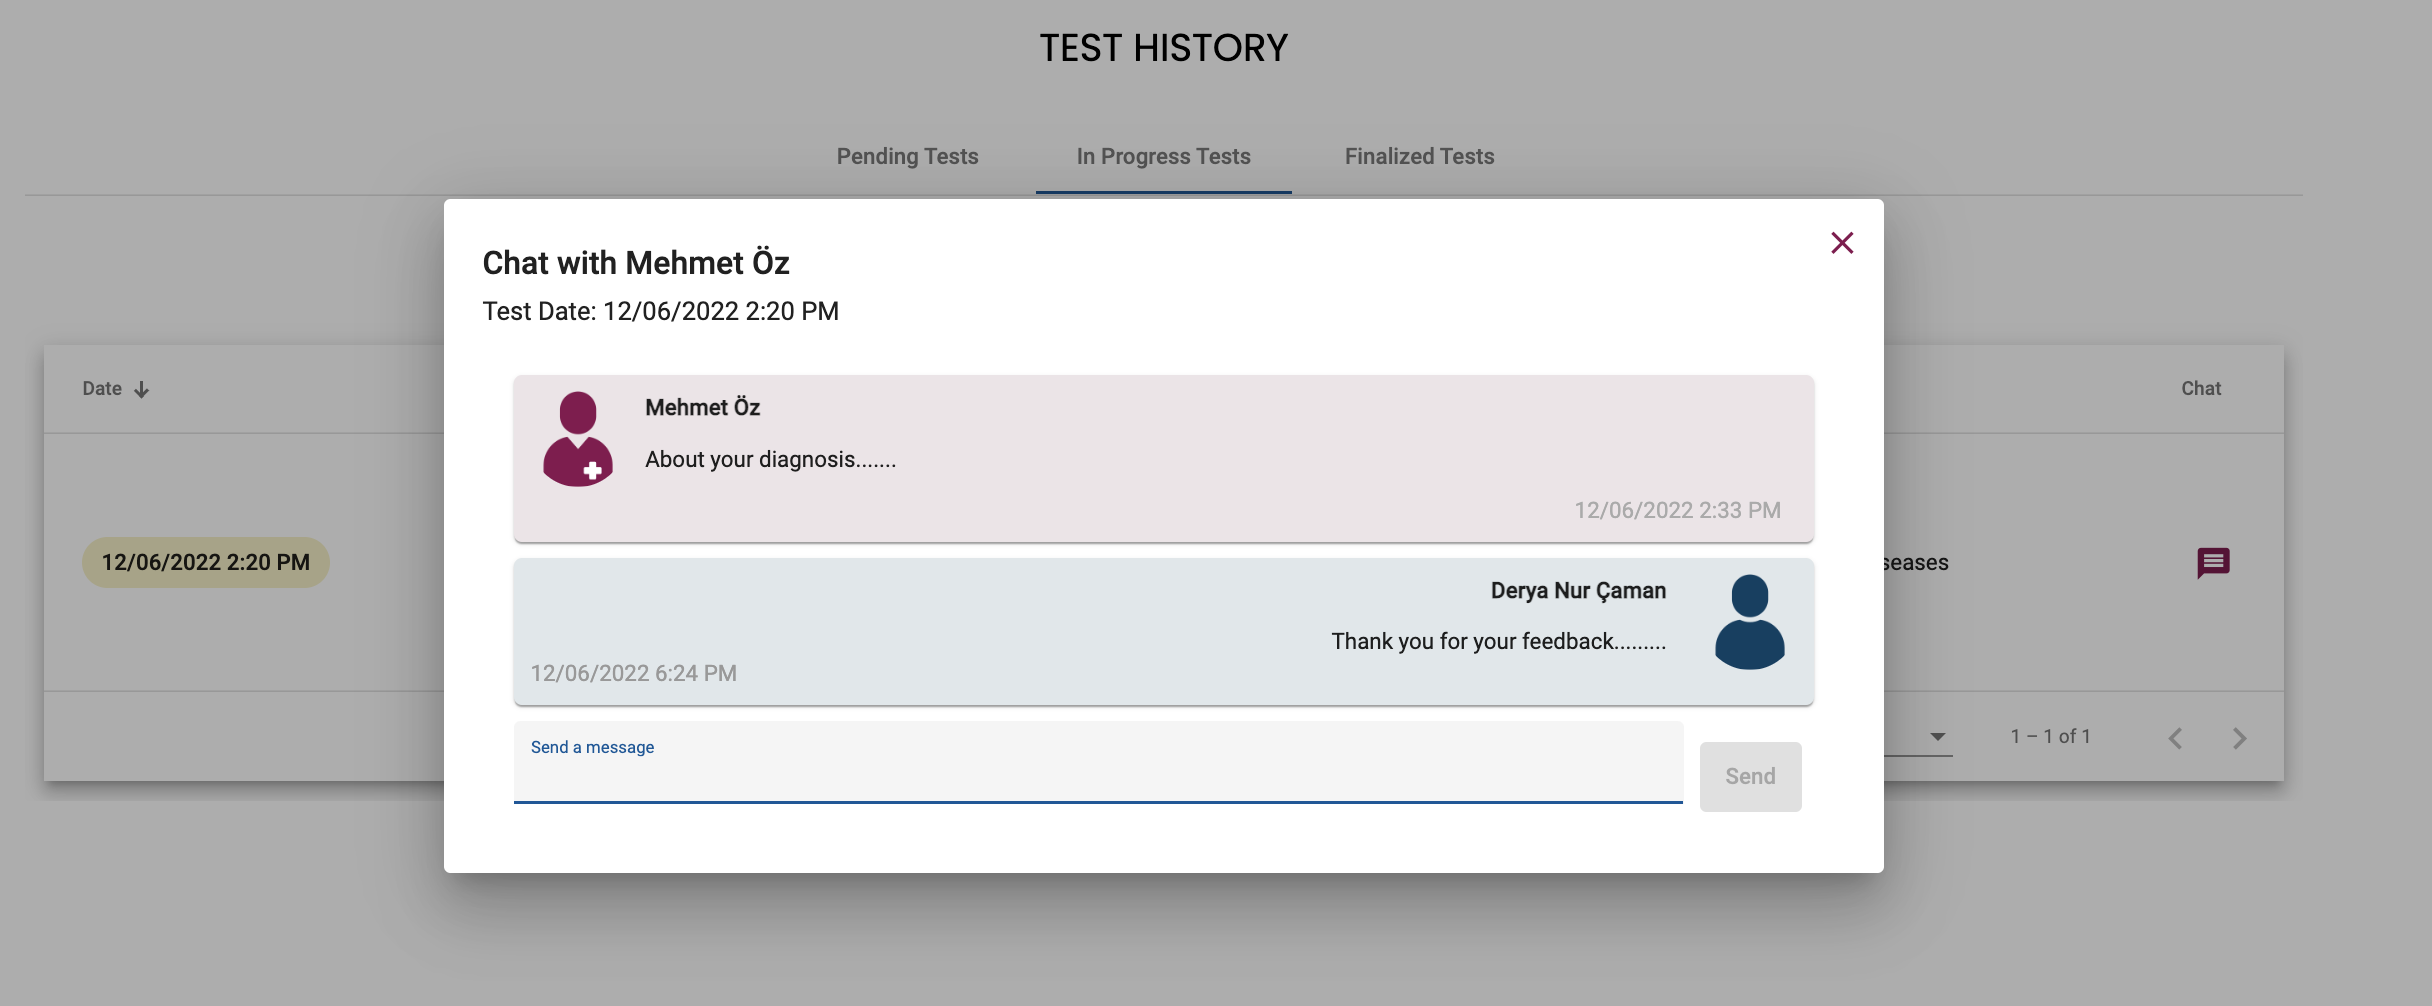 TEST HISTORY
Pending Tests In Progress Tests Finalized Tests
Chat with Mehmet Öz
Test Date: 12/06/2022 2:20 PM
Date Chat
Mehmet Öz
About your diagnosis.......
12/06/2022 2:33 PM
12/06/2022 2:20 PM seases
Derya Nur Çaman
Thank you for your feedback.........
12/06/2022 6:24 PM
Send a message
Send
1 – 1 of 1